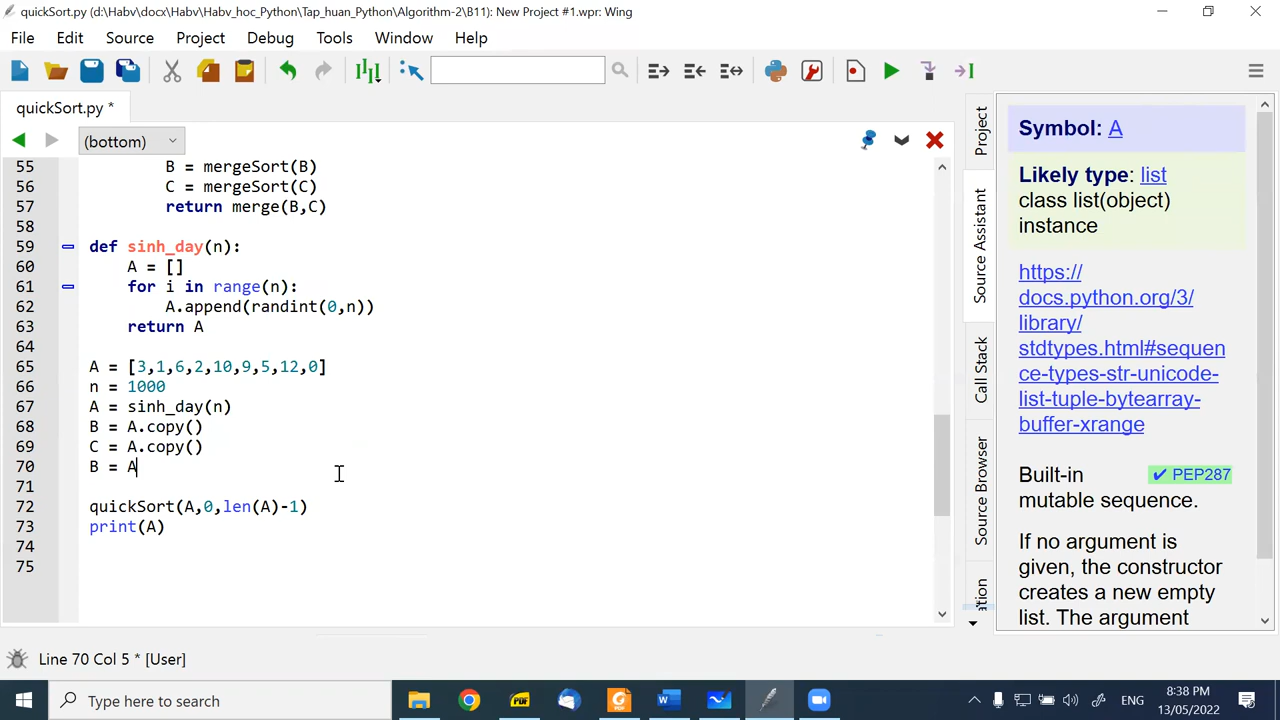 quickSort.py (d:\Habv\docx\Habv\Habv_hoc_Python\Tap_huan_Python\Algorithm-2\B11): New Project #1.wpr: Wing
File Edit Source Project Debug Tools Window Help
quickSort.py *
(bottom)
55 B = mergeSort(B)
56 C = mergeSort(C)
57 return merge(B,C)
58
59 def sinh_day(n):
60 A = []
61 for i in range(n):
62 A.append(randint(0,n))
63 return A
64
65 A = [3,1,6,2,10,9,5,12,0]
66 n = 1000
67 A = sinh_day(n)
68 B = A.copy()
69 C = A.copy()
70 B = A
71
72 quickSort(A,0,len(A)-1)
73 print(A)
74
75
Project
Source Assistant
Call Stack
Source Browser
Symbol: A
Likely type: list
class list(object)
instance
https://
docs.python.org/3/
library/
stdtypes.html#sequen
ce-types-str-unicode-
list-tuple-bytearray-
buffer-xrange
Built-in ✔ PEP287
mutable sequence.
If no argument is
given, the constructor
creates a new empty
list. The argument
Line 70 Col 5 * [User]
Type here to search
PDF
ENG
8:38 PM
13/05/2022